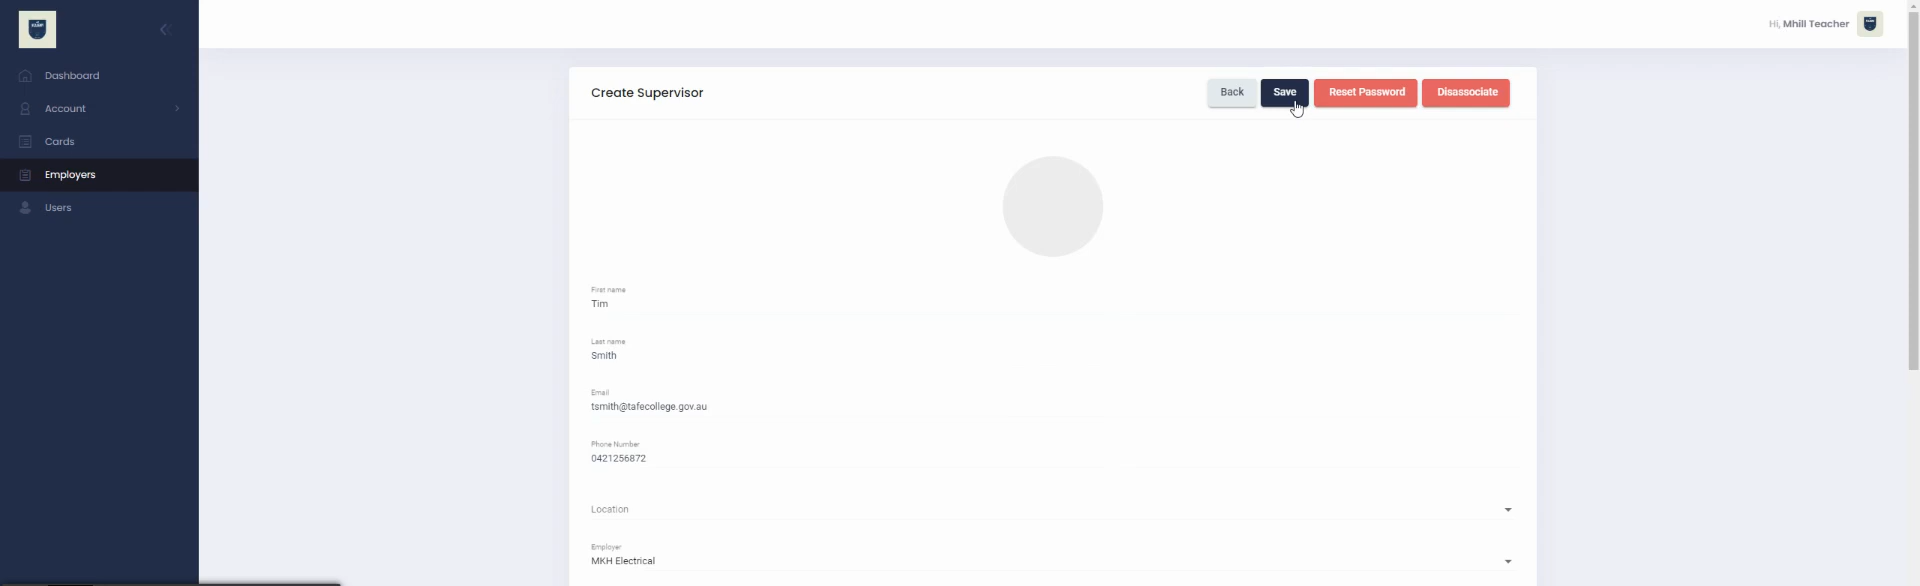 Hi, Mhill Teacher
Dashboard
Account
Cards
Employers
Users
Create Supervisor
Back
Save
Reset Password
Disassociate
First name
Tim
Last name
Smith
Email
tsmith@tafecollege.gov.au
Phone Number
0421256872
Location
Employer
MKH Electrical